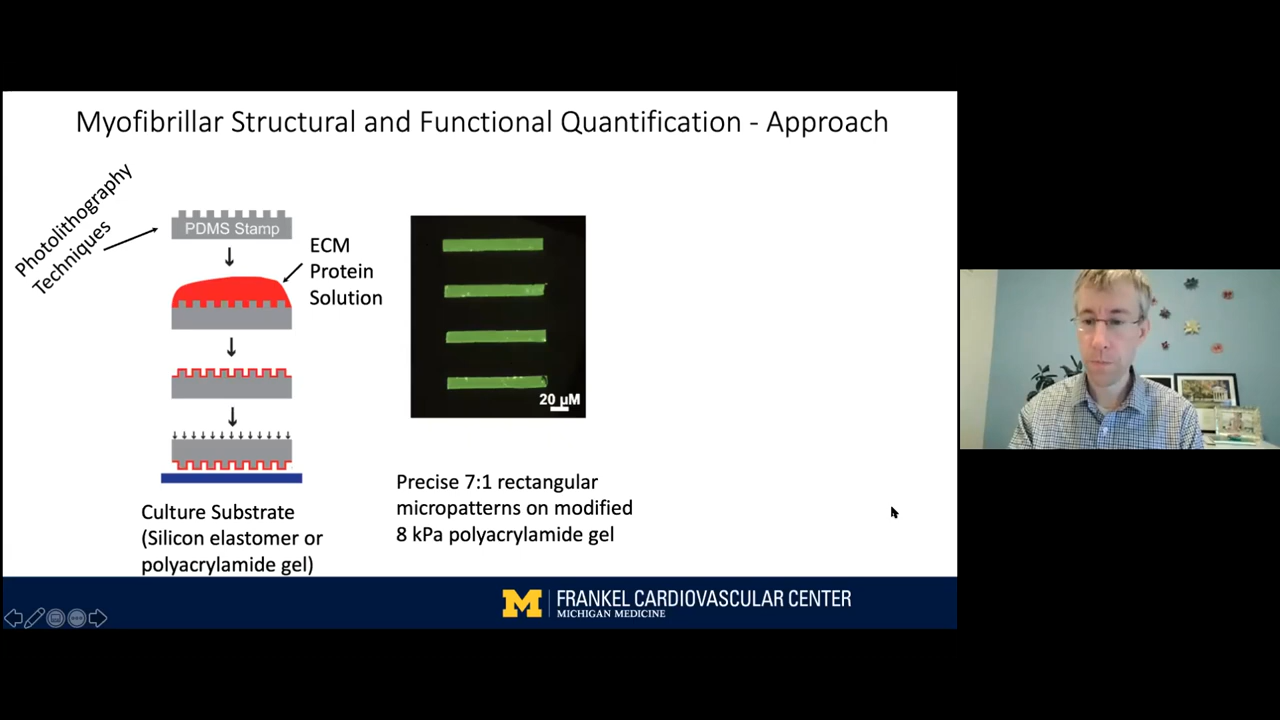 Myofibrillar Structural and Functional Quantification - Approach
Photolithography
Techniques
PDMS Stamp
ECM
Protein
Solution
20 µM
Culture Substrate
(Silicon elastomer or
polyacrylamide gel)
Precise 7:1 rectangular
micropatterns on modified
8 kPa polyacrylamide gel
M
FRANKEL CARDIOVASCULAR CENTER
MICHIGAN MEDICINE